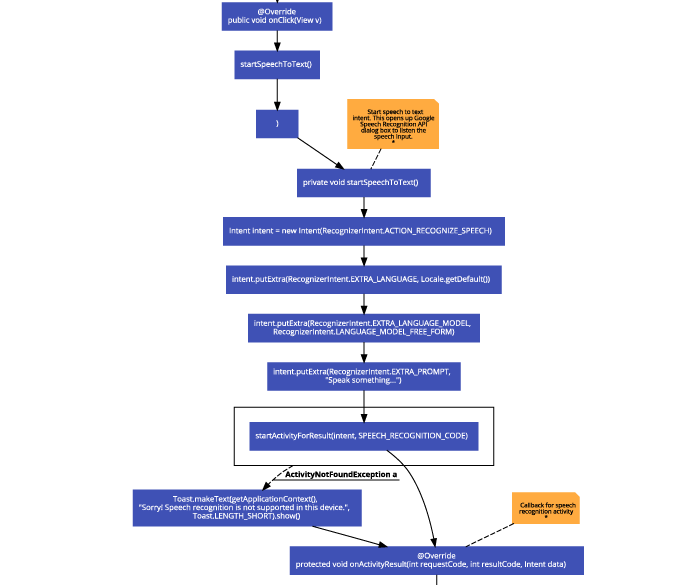 @Override
public void onClick(View v)
startSpeechToText()
)
Start speech to text
intent. This opens up Google
Speech Recognition API
dialog box to listen the
speech input.
*
private void startSpeechToText()
Intent intent = new Intent(RecognizerIntent.ACTION_RECOGNIZE_SPEECH)
intent.putExtra(RecognizerIntent.EXTRA_LANGUAGE, Locale.getDefault())
intent.putExtra(RecognizerIntent.EXTRA_LANGUAGE_MODEL,
RecognizerIntent.LANGUAGE_MODEL_FREE_FORM)
intent.putExtra(RecognizerIntent.EXTRA_PROMPT,
"Speak something...")
startActivityForResult(intent, SPEECH_RECOGNITION_CODE)
ActivityNotFoundException a
Toast.makeText(getApplicationContext(),
"Sorry! Speech recognition is not supported in this device.",
Toast.LENGTH_SHORT).show()
Callback for speech
recognition activity
*
@Override
protected void onActivityResult(int requestCode, int resultCode, Intent data)